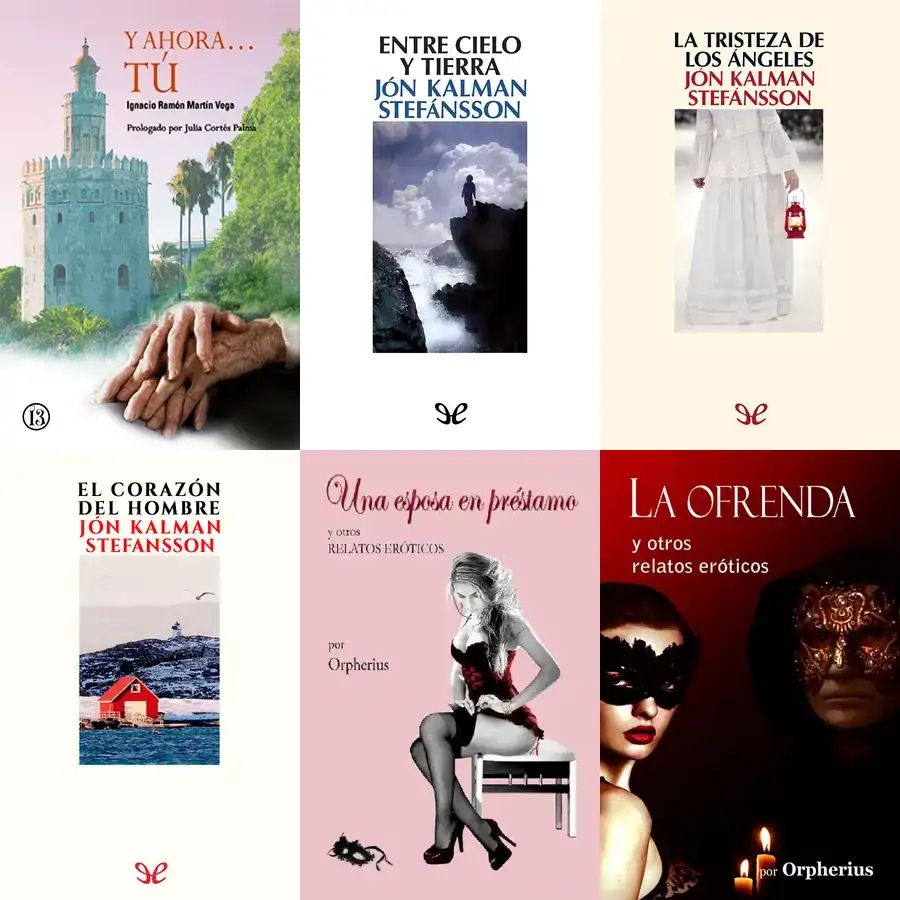 Y AHORA...
TÚ
Ignacio Ramón Martín Vega
Prologado por Julia Cortés Palma
13
ENTRE CIELO
Y TIERRA
JÓN KALMAN
STEFÁNSSON
LA TRISTEZA DE
LOS ÁNGELES
JÓN KALMAN
STEFÁNSSON
EL CORAZÓN
DEL HOMBRE
JÓN KALMAN
STEFANSSON
Una esposa en préstamo
y otros
RELATOS ERÓTICOS
por
Orpherius
LA OFRENDA
y otros
relatos eróticos
por Orpherius